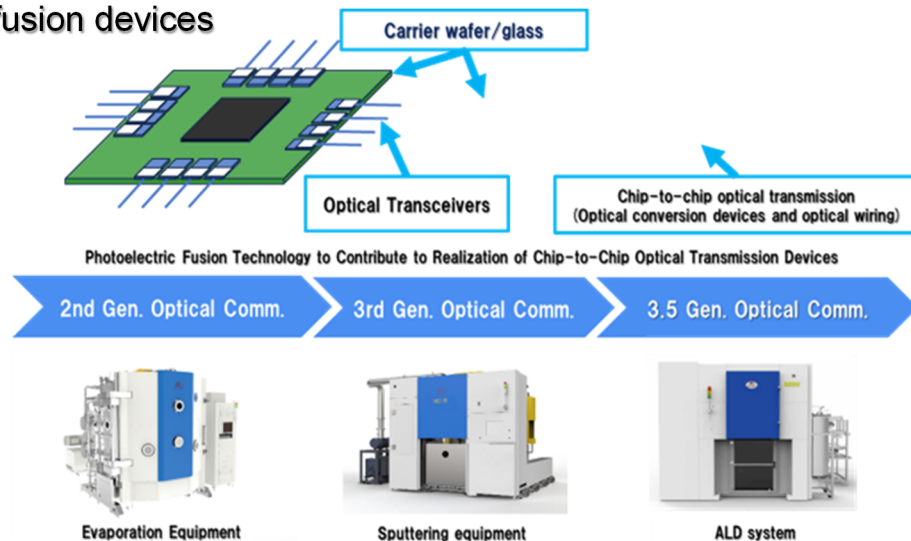 fusion devices
Carrier wafer/glass
Optical Transceivers
Chip-to-chip optical transmission
(Optical conversion devices and optical wiring)
Photoelectric Fusion Technology to Contribute to Realization of Chip-to-Chip Optical Transmission Devices
2nd Gen. Optical Comm.
3rd Gen. Optical Comm.
3.5 Gen. Optical Comm.
Evaporation Equipment
Sputtering equipment
ALD system